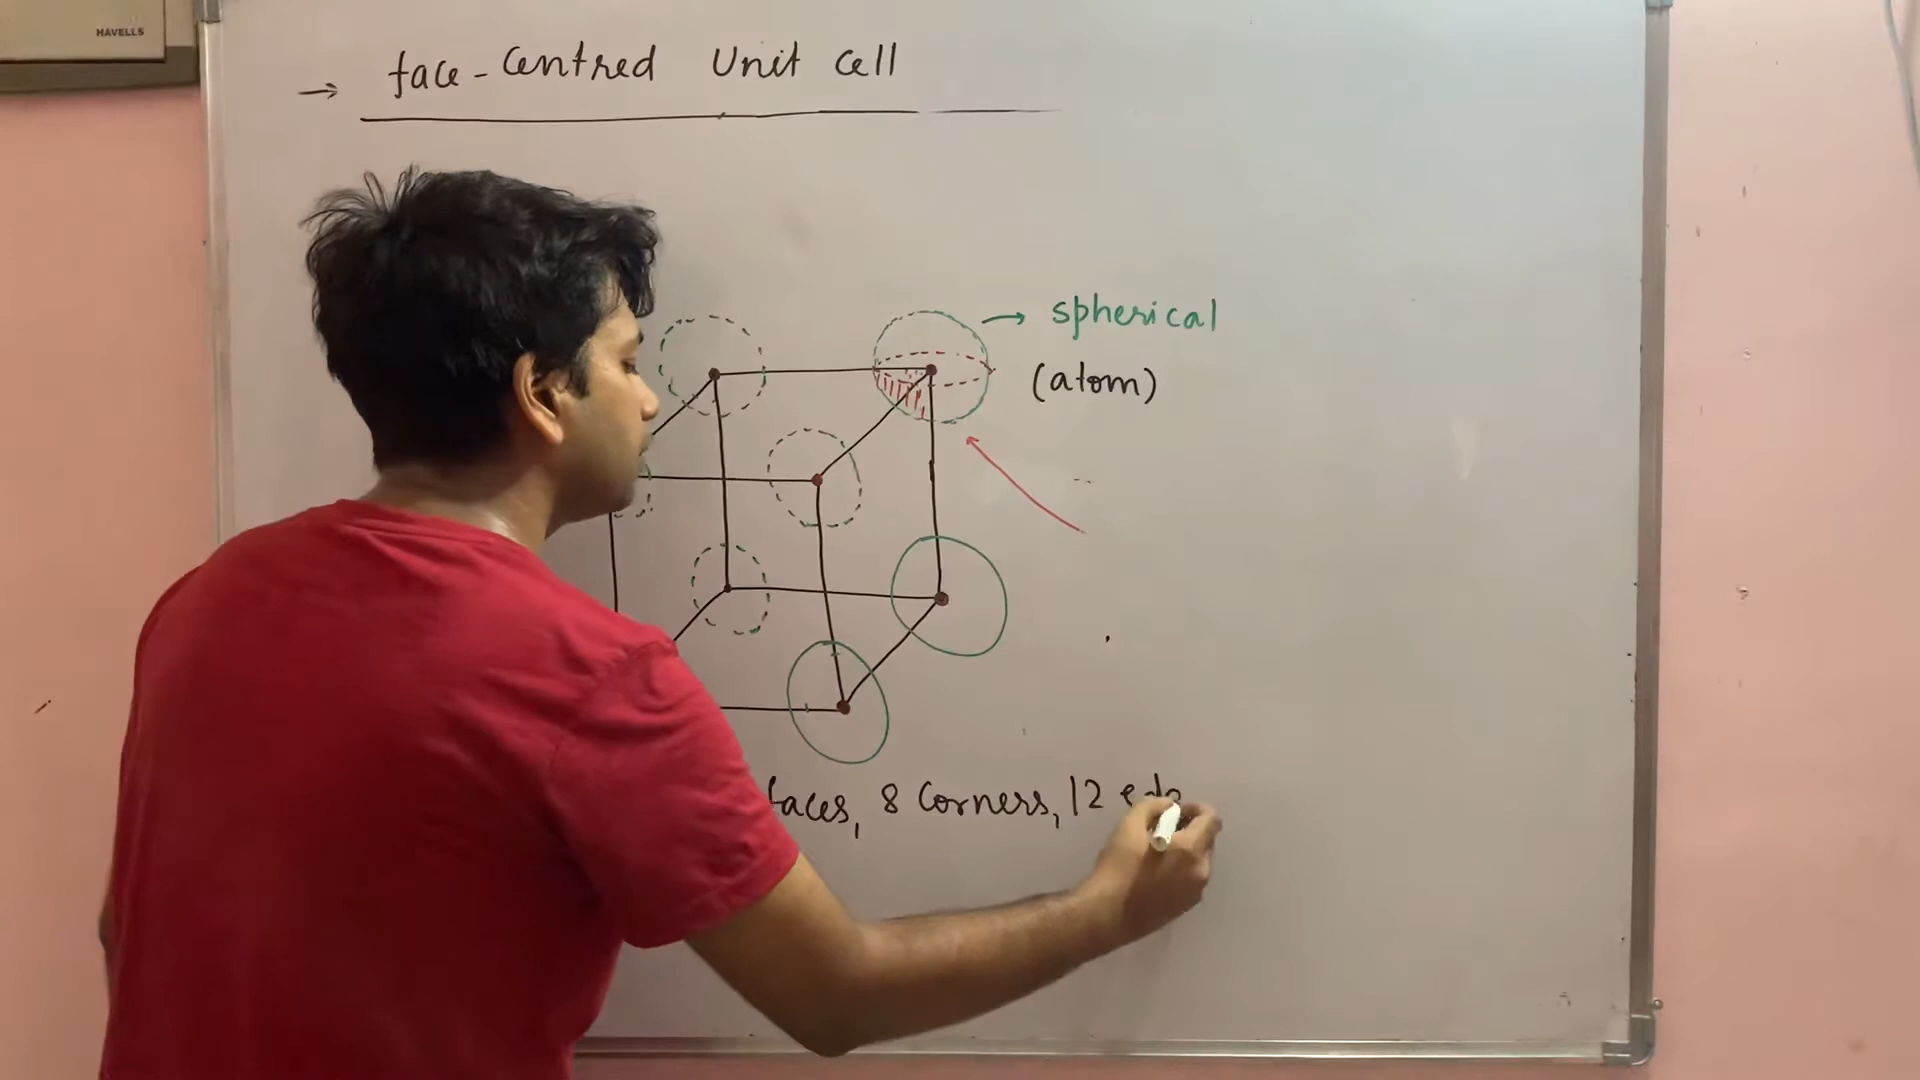 HAVELLS
→ face-Centred Unit Cell
→ spherical
(atom)
faces, 8 Corners, 12